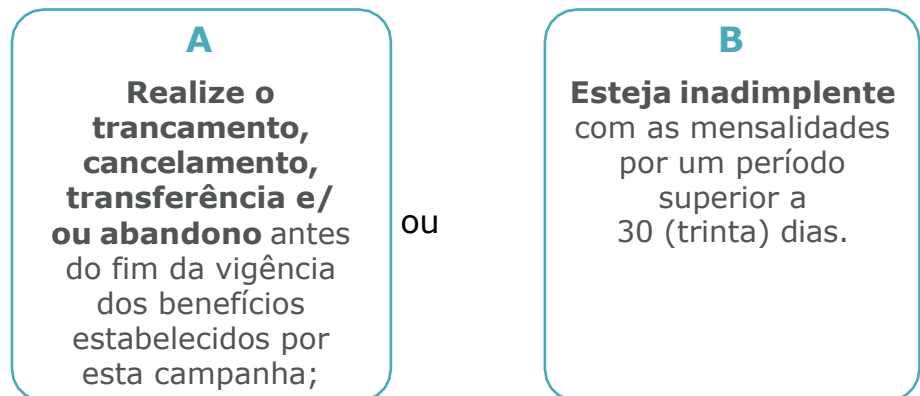 A
Realize o
trancamento,
cancelamento,
transferência e/
ou abandono antes
do fim da vigência
dos benefícios
estabelecidos por
esta campanha;
ou
B
Esteja inadimplente
com as mensalidades
por um período
superior a
30 (trinta) dias.